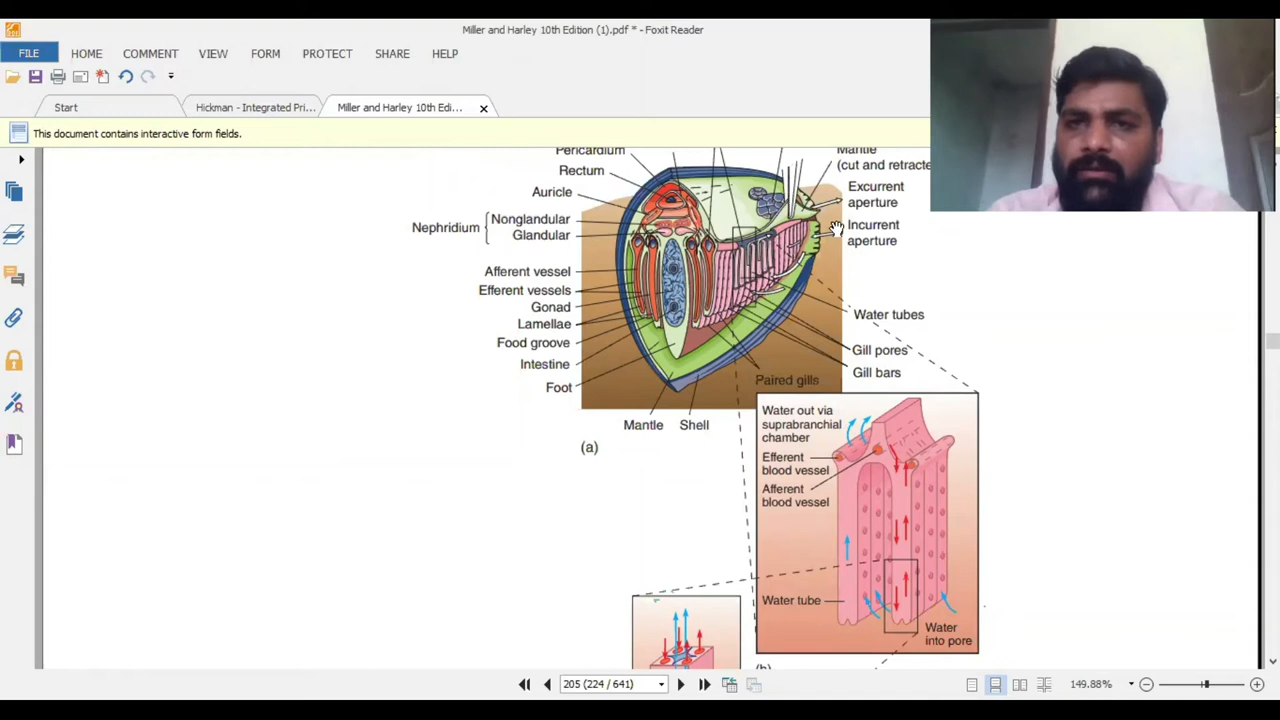 Miller and Harley 10th Edition (1).pdf * - Foxit Reader
FILE HOME COMMENT VIEW FORM PROTECT SHARE HELP
Start Hickman - Integrated Pri... Miller and Harley 10th Edi...
This document contains interactive form fields.
Pericardium
Rectum
Auricle
Nephridium
Nonglandular
Glandular
Afferent vessel
Efferent vessels
Gonad
Lamellae
Food groove
Intestine
Foot
Mantle
Shell
Mantle
(cut and retracte
Excurrent
aperture
Incurrent
aperture
Water tubes
Gill pores
Gill bars
Paired gills
(a)
Water out via
suprabranchial
chamber
Efferent
blood vessel
Afferent
blood vessel
Water tube
Water
into pore
205 (224 / 641)
149.88%